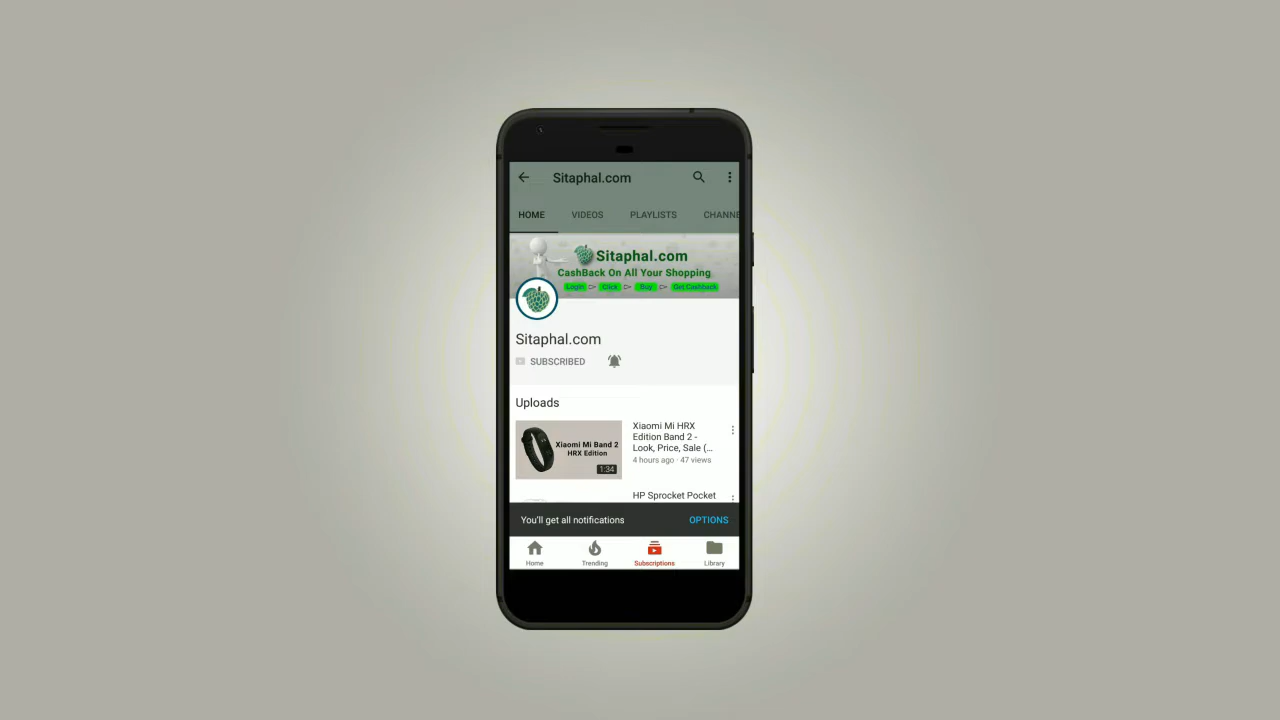 Sitaphal.com
HOME VIDEOS PLAYLISTS CHANNE
Sitaphal.com
CashBack On All Your Shopping
Login Click Buy Get Cashback
Sitaphal.com
SUBSCRIBED
Uploads
Xiaomi Mi Band 2
HRX Edition
1:34
Xiaomi Mi HRX
Edition Band 2 -
Look, Price, Sale (...
4 hours ago · 47 views
HP Sprocket Pocket
You'll get all notifications OPTIONS
Home Trending Subscriptions Library